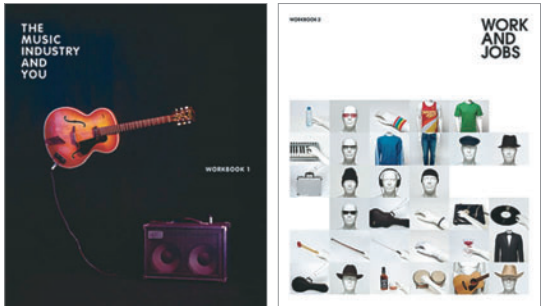 THE
MUSIC
INDUSTRY
AND
YOU
WORKBOOK 1
WORKBOOK 2
WORK
AND
JOBS